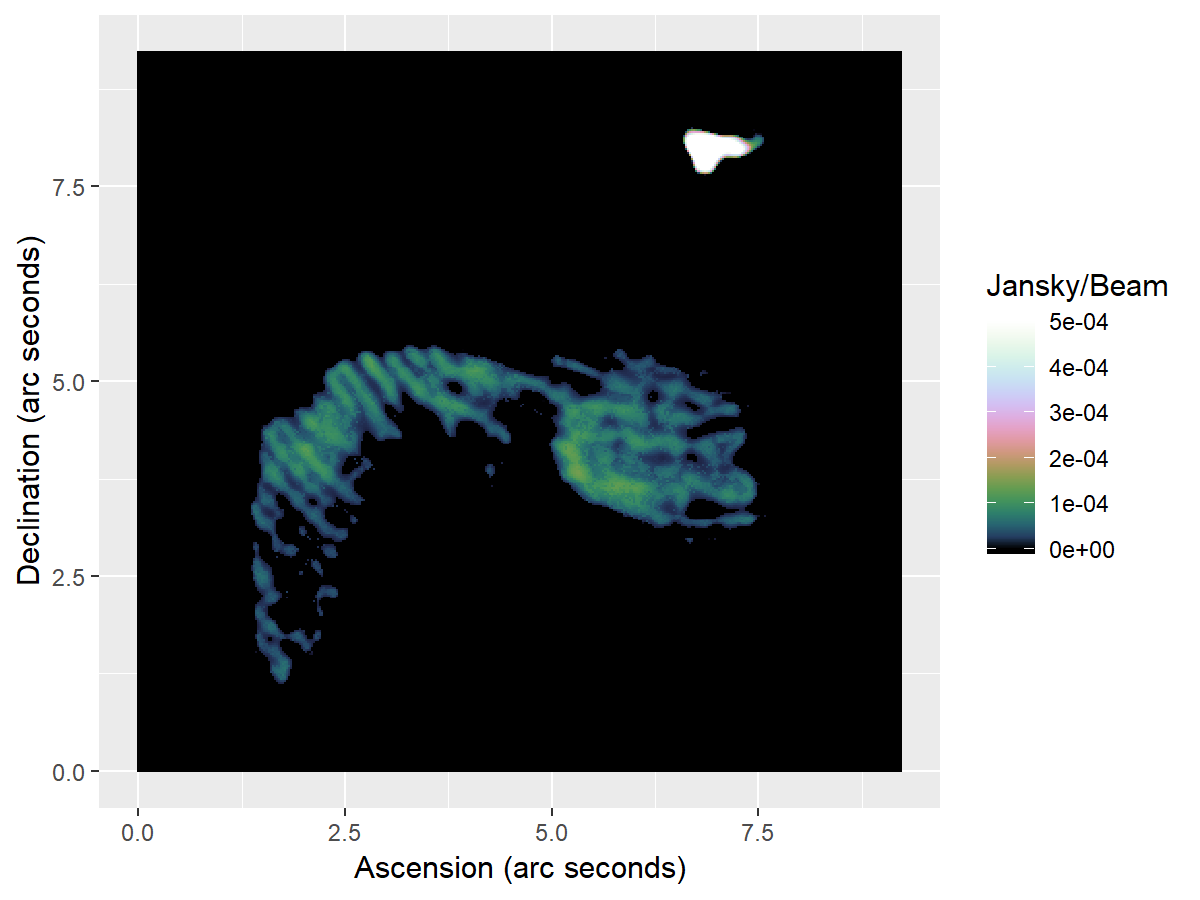 7.5
5.0
2.5
0.0
Declination (arc seconds)
0.0 2.5 5.0 7.5
Ascension (arc seconds)
Jansky/Beam
5e-04
4e-04
3e-04
2e-04
1e-04
0e+00